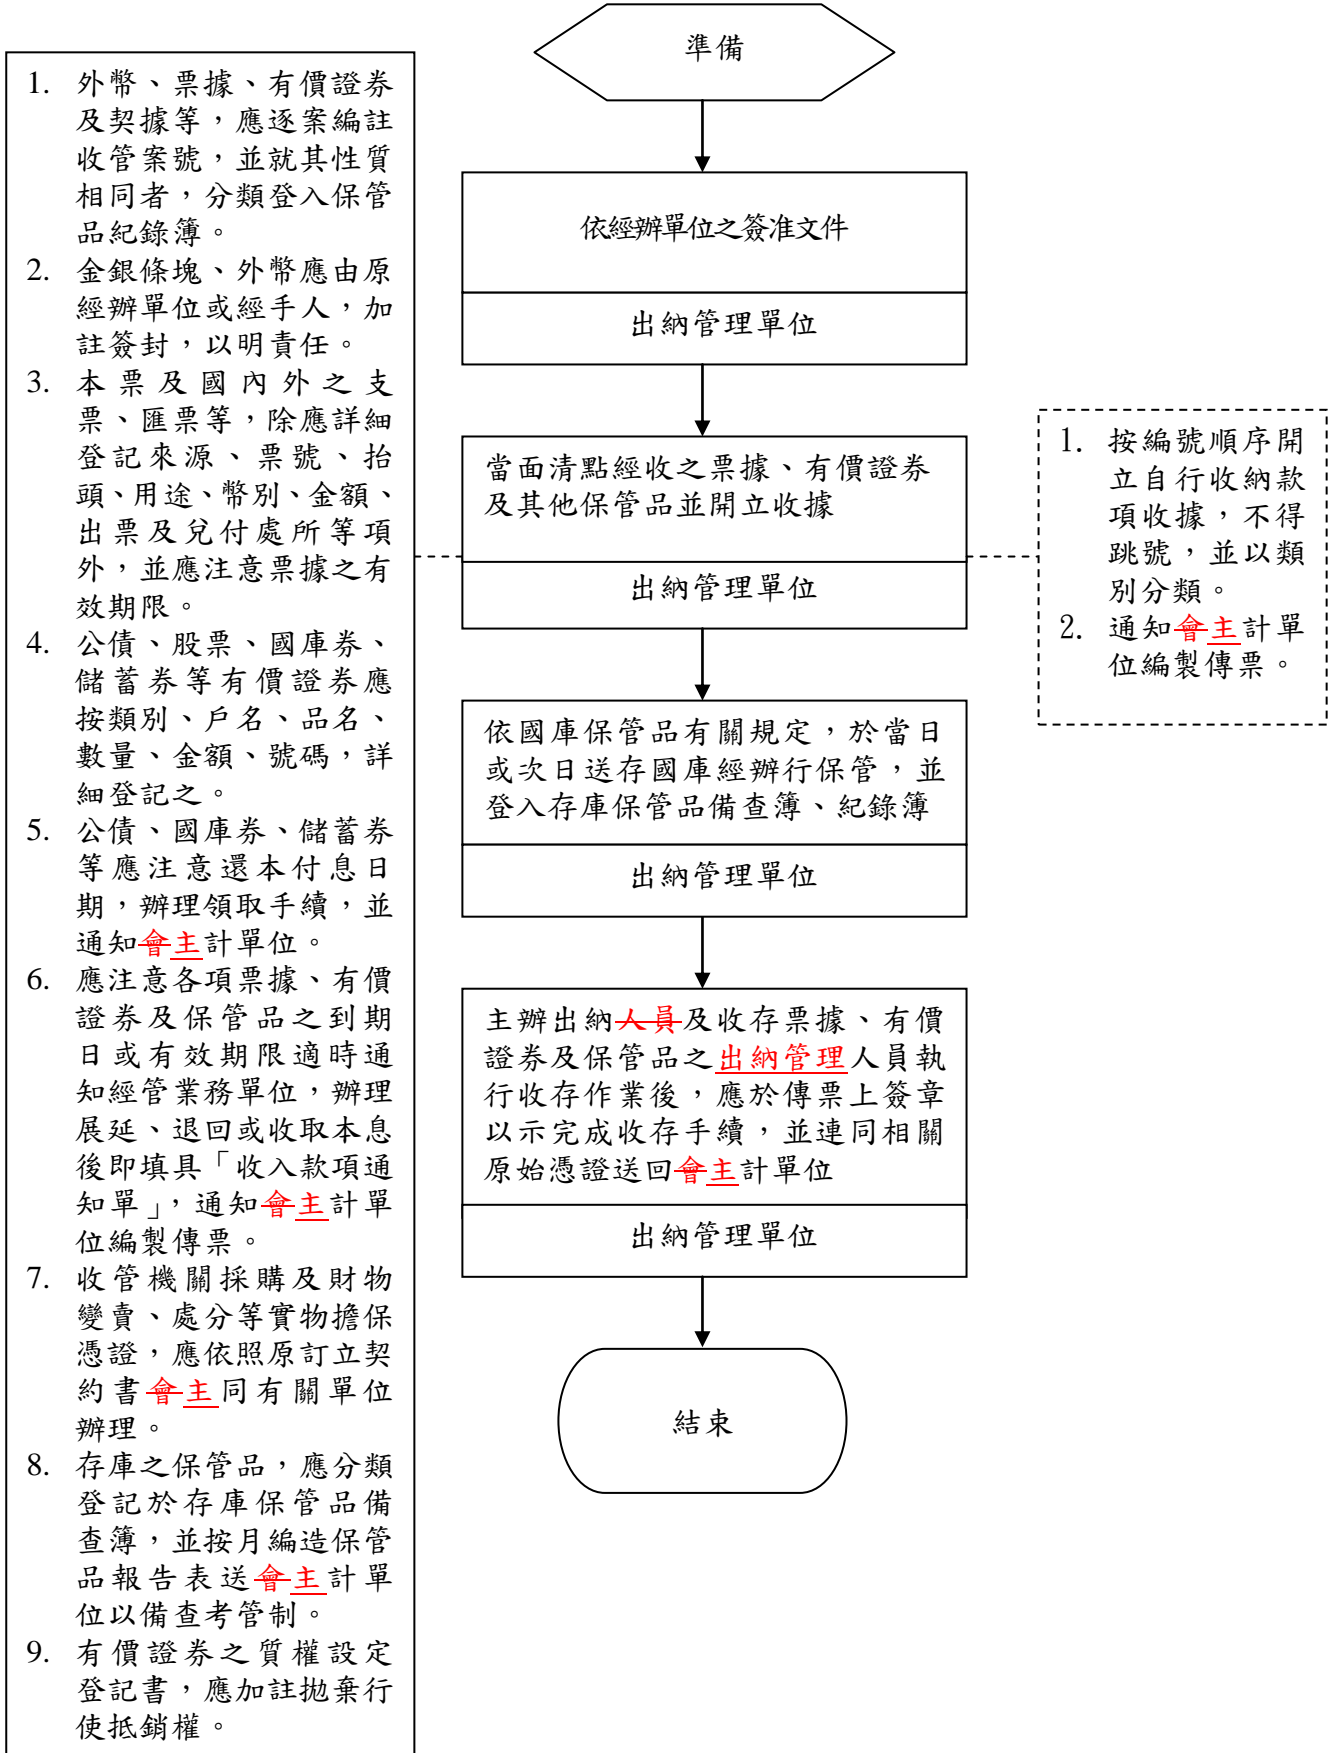 準備
1. 外幣、票據、有價證券
及契據等，應逐案編註
收管案號，並就其性質
相同者，分類登入保管
品紀錄簿。
2. 金銀條塊、外幣應由原
經辦單位或經手人，加
註簽封，以明責任。
3. 本票及國內外之支
票、匯票等，除應詳細
登記來源、票號、抬
頭、用途、幣別、金額、
出票及兌付處所等項
外，並應注意票據之有
效期限。
4. 公債、股票、國庫券、
儲蓄券等有價證券應
按類別、戶名、品名、
數量、金額、號碼，詳
細登記之。
5. 公債、國庫券、儲蓄券
等應注意還本付息日
期，辦理領取手續，並
通知會主計單位。
6. 應注意各項票據、有價
證券及保管品之到期
日或有效期限適時通
知經管業務單位，辦理
展延、退回或收取本息
後即填具「收入款項通
知單」，通知會主計單
位編製傳票。
7. 收管機關採購及財物
變賣、處分等實物擔保
憑證，應依照原訂立契
約書會主同有關單位
辦理。
8. 存庫之保管品，應分類
登記於存庫保管品備
查簿，並按月編造保管
品報告表送會主計單
位以備查考管制。
9. 有價證券之質權設定
登記書，應加註拋棄行
使抵銷權。
依經辦單位之簽准文件
出納管理單位
當面清點經收之票據、有價證券
及其他保管品並開立收據
出納管理單位
1. 按編號順序開
立自行收納款
項收據，不得
跳號，並以類
別分類。
2. 通知會主計單
位編製傳票。
依國庫保管品有關規定，於當日
或次日送存國庫經辦行保管，並
登入存庫保管品備查簿、紀錄簿
出納管理單位
主辦出納人員及收存票據、有價
證券及保管品之出納管理人員執
行收存作業後，應於傳票上簽章
以示完成收存手續，並連同相關
原始憑證送回會主計單位
出納管理單位
結束